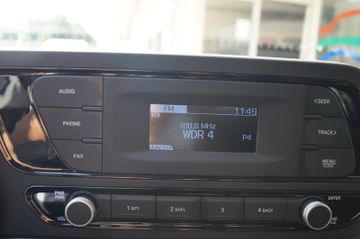 AUDIO
PHONE
FAV
FM
11:49
100.0 MHz
WDR 4
P4
<SEEK
TRACK>
MENU
PWR
VOL
1 RPT
2 SHFL
3
4 BACK
ENTER